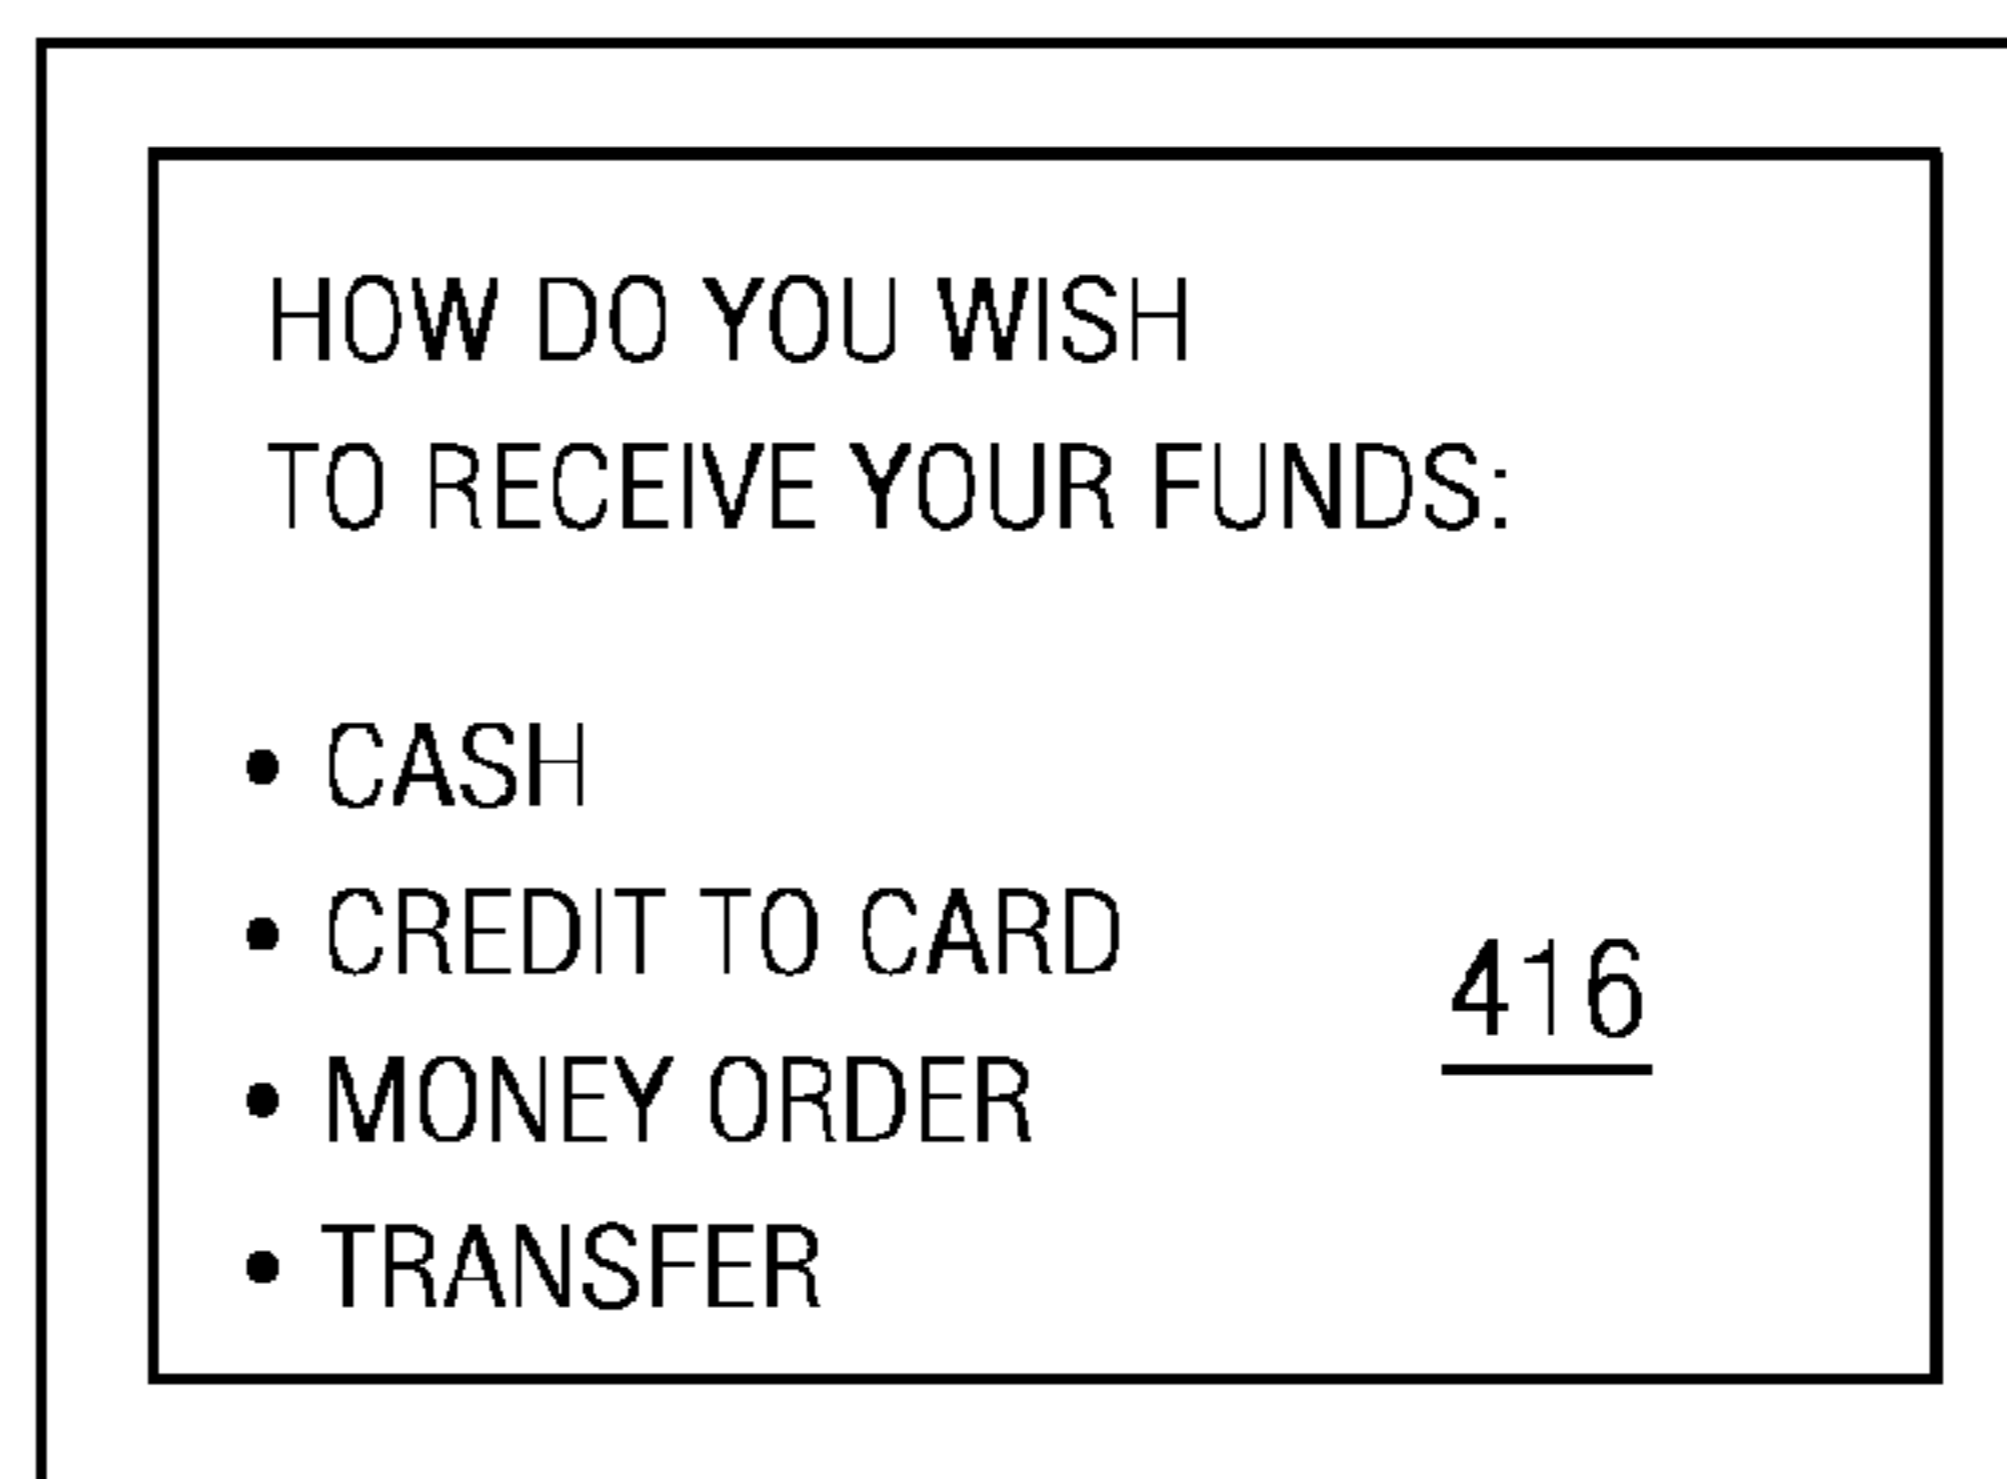 HOW DO YOU WISH
TO RECEIVE YOUR FUNDS:
• CASH
• CREDIT TO CARD
416
• MONEY ORDER
• TRANSFER